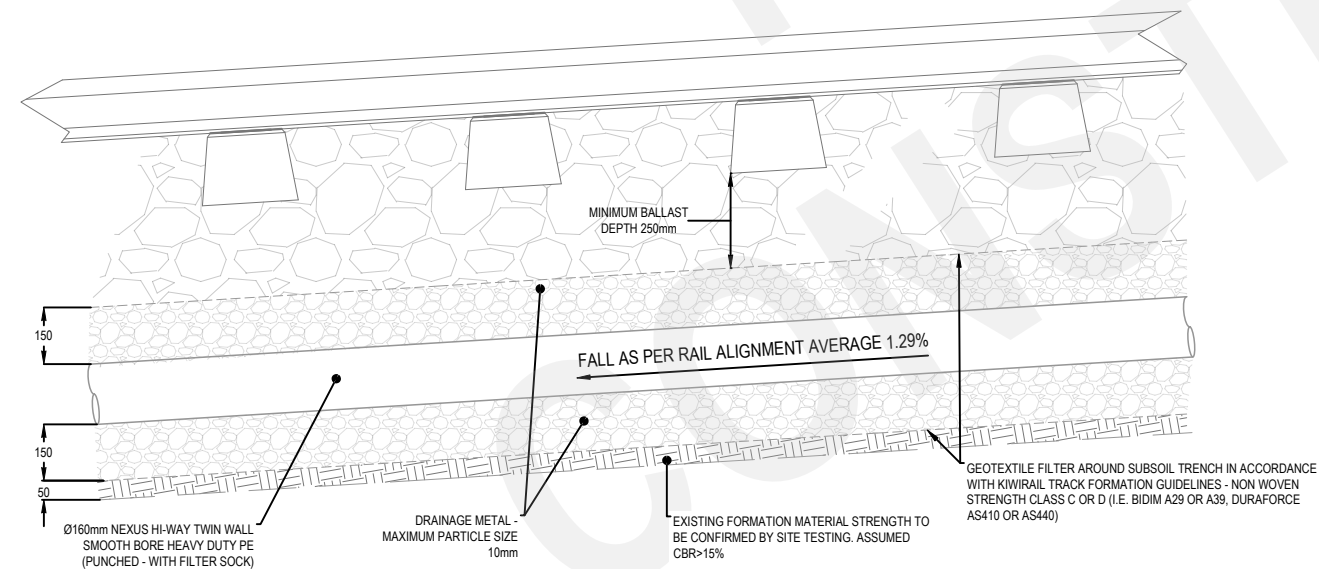 MINIMUM BALLAST
DEPTH 250mm
150
FALL AS PER RAIL ALIGNMENT AVERAGE 1.29%
150
50
Ø160mm NEXUS HI-WAY TWIN WALL
SMOOTH BORE HEAVY DUTY PE
(PUNCHED - WITH FILTER SOCK)
DRAINAGE METAL -
MAXIMUM PARTICLE SIZE
10mm
EXISTING FORMATION MATERIAL STRENGTH TO
BE CONFIRMED BY SITE TESTING. ASSUMED
CBR>15%
GEOTEXTILE FILTER AROUND SUBSOIL TRENCH IN ACCORDANCE
WITH KIWIRAIL TRACK FORMATION GUIDELINES - NON WOVEN
STRENGTH CLASS C OR D (I.E. BIDIM A29 OR A39, DURAFORCE
AS410 OR AS440)
CONST